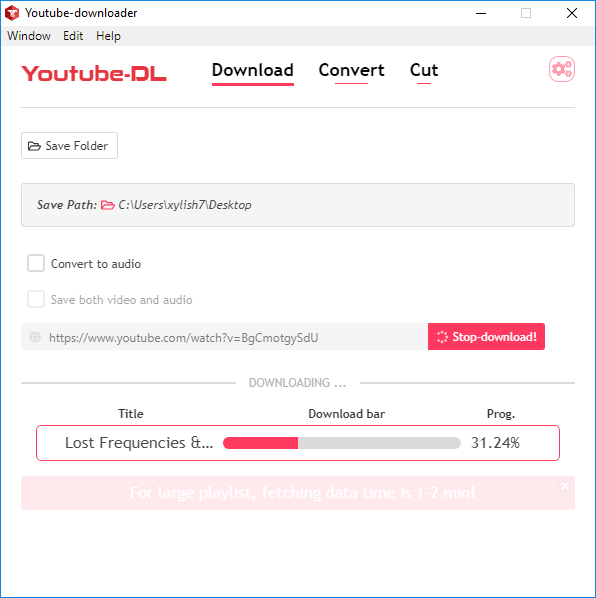 Youtube-downloader
Window Edit Help
Youtube-DL Download Convert Cut
Save Folder
Save Path: C:\Users\xylish7\Desktop
Convert to audio
Save both video and audio
https://www.youtube.com/watch?v=BgCmotgySdU Stop-download!
DOWNLOADING ...
Title Download bar Prog.
Lost Frequencies &... 31.24%
For large playlist, fetching data time is 1-2 min!